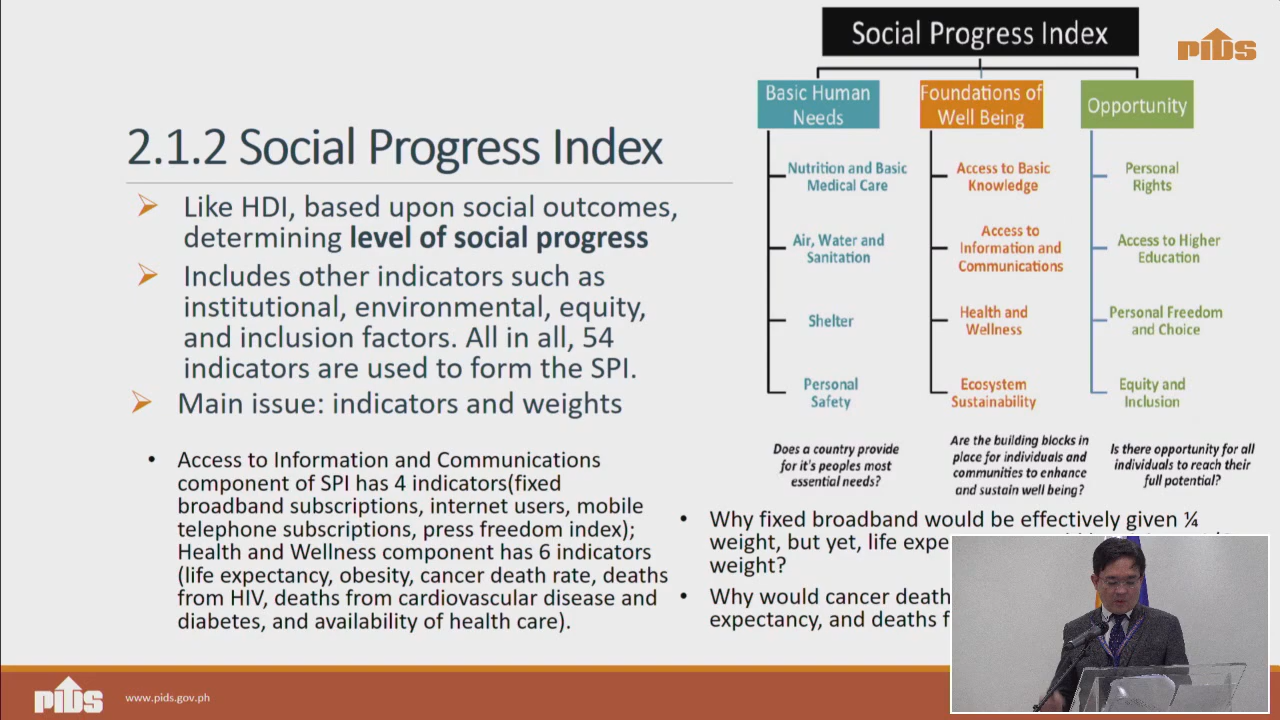 Social Progress Index
PIDS
Basic Human
Needs
Foundations of
Well Being
Opportunity
2.1.2 Social Progress Index
Like HDI, based upon social outcomes,
determining level of social progress
Includes other indicators such as
institutional, environmental, equity,
and inclusion factors. All in all, 54
indicators are used to form the SPI.
Main issue: indicators and weights
Access to Information and Communications
component of SPI has 4 indicators(fixed
broadband subscriptions, internet users, mobile
telephone subscriptions, press freedom index);
Health and Wellness component has 6 indicators
(life expectancy, obesity, cancer death rate, deaths
from HIV, deaths from cardiovascular disease and
diabetes, and availability of health care).
Nutrition and Basic
Medical Care
Air, Water and
Sanitation
Shelter
Personal
Safety
Does a country provide
for it's peoples most
essential needs?
Access to Basic
Knowledge
Access to
Information and
Communications
Health and
Wellness
Ecosystem
Sustainability
Are the building blocks in
place for individuals and
communities to enhance
and sustain well being?
Personal
Rights
Access to Higher
Education
Personal Freedom
and Choice
Equity and
Inclusion
Is there opportunity for all
individuals to reach their
full potential?
Why fixed broadband would be effectively given ¼
weight, but yet, life
weight?
Why would cancer death
expectancy, and deaths
PIDS
www.pids.gov.ph